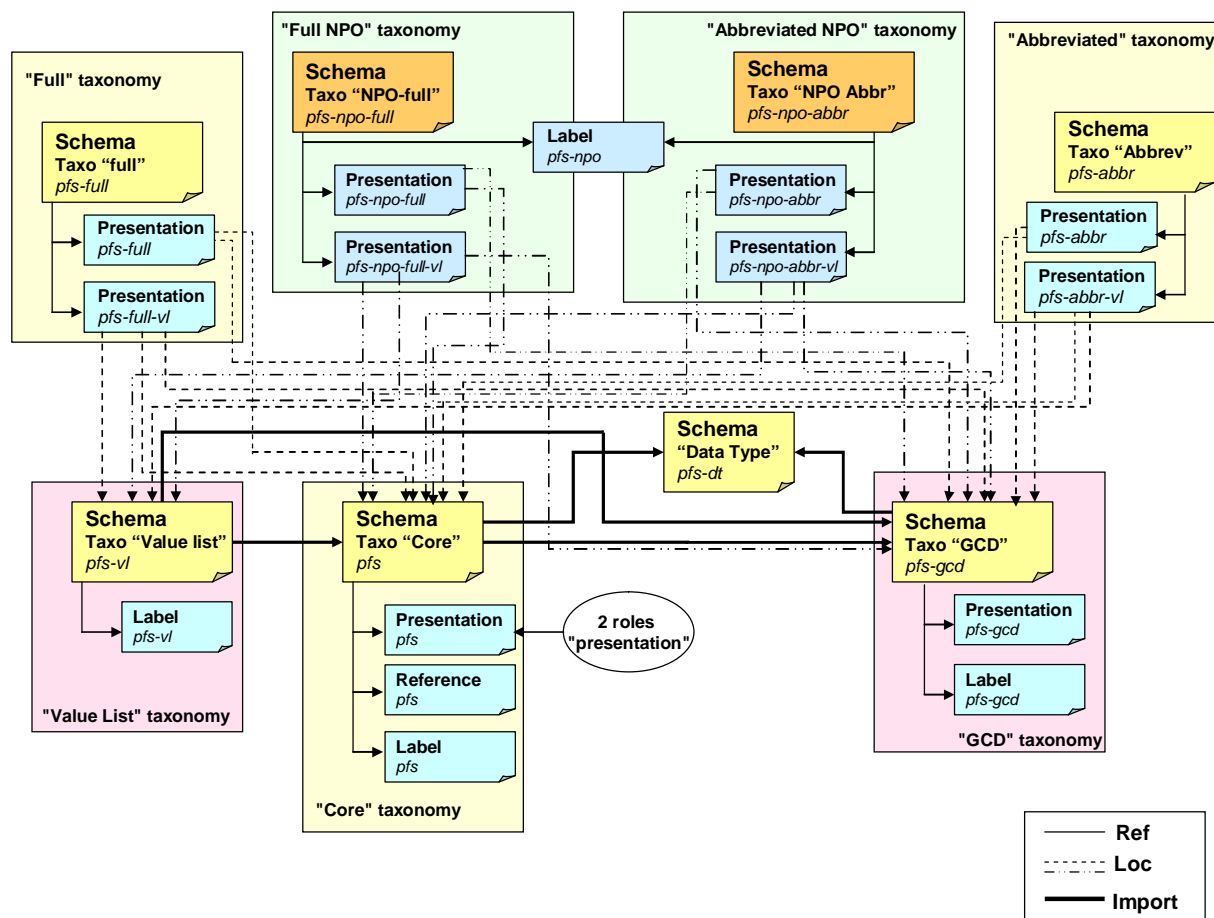 "Full NPO" taxonomy
"Abbreviated NPO" taxonomy
"Abbreviated" taxonomy
"Full" taxonomy
Schema
Taxo “NPO-full”
pfs-npo-full
Schema
Taxo “NPO Abbr”
pfs-npo-abbr
Label
pfs-npo
Schema
Taxo “full”
pfs-full
Schema
Taxo “Abbrev”
pfs-abbr
Presentation
pfs-npo-full
Presentation
pfs-npo-abbr
Presentation
pfs-full
Presentation
pfs-abbr
Presentation
pfs-npo-full-vl
Presentation
pfs-npo-abbr-vl
Presentation
pfs-full-vl
Presentation
pfs-abbr-vl
Schema
“Data Type”
pfs-dt
Schema
Taxo “Value list”
pfs-vl
Schema
Taxo “Core”
pfs
Schema
Taxo “GCD”
pfs-gcd
Label
pfs-vl
Presentation
pfs
2 roles
"presentation"
Presentation
pfs-gcd
Reference
pfs
Label
pfs-gcd
Label
pfs
"Value List" taxonomy
"GCD" taxonomy
"Core" taxonomy
Ref
Loc
Import